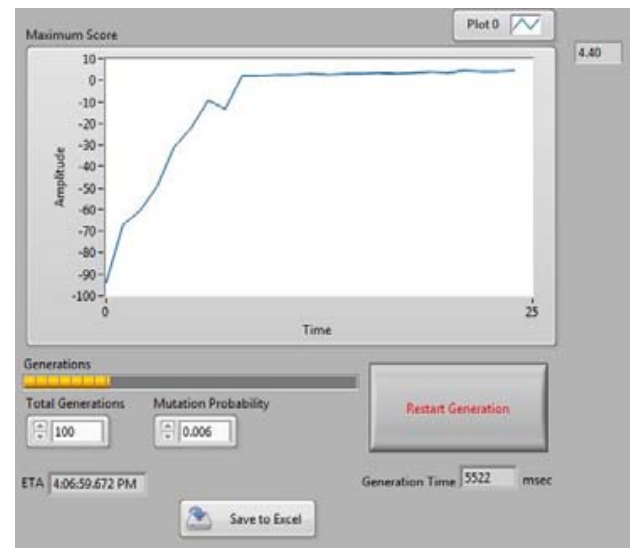 Plot 0
Maximum Score
4.40
10
0
-10
-20
-30
-40
-50
-60
-70
-80
-90
-100
Amplitude
0
25
Time
Generations
Total Generations
Mutation Probability
100
0.006
Restart Generation
ETA 4:06:59.672 PM
Generation Time 5522 msec
Save to Excel